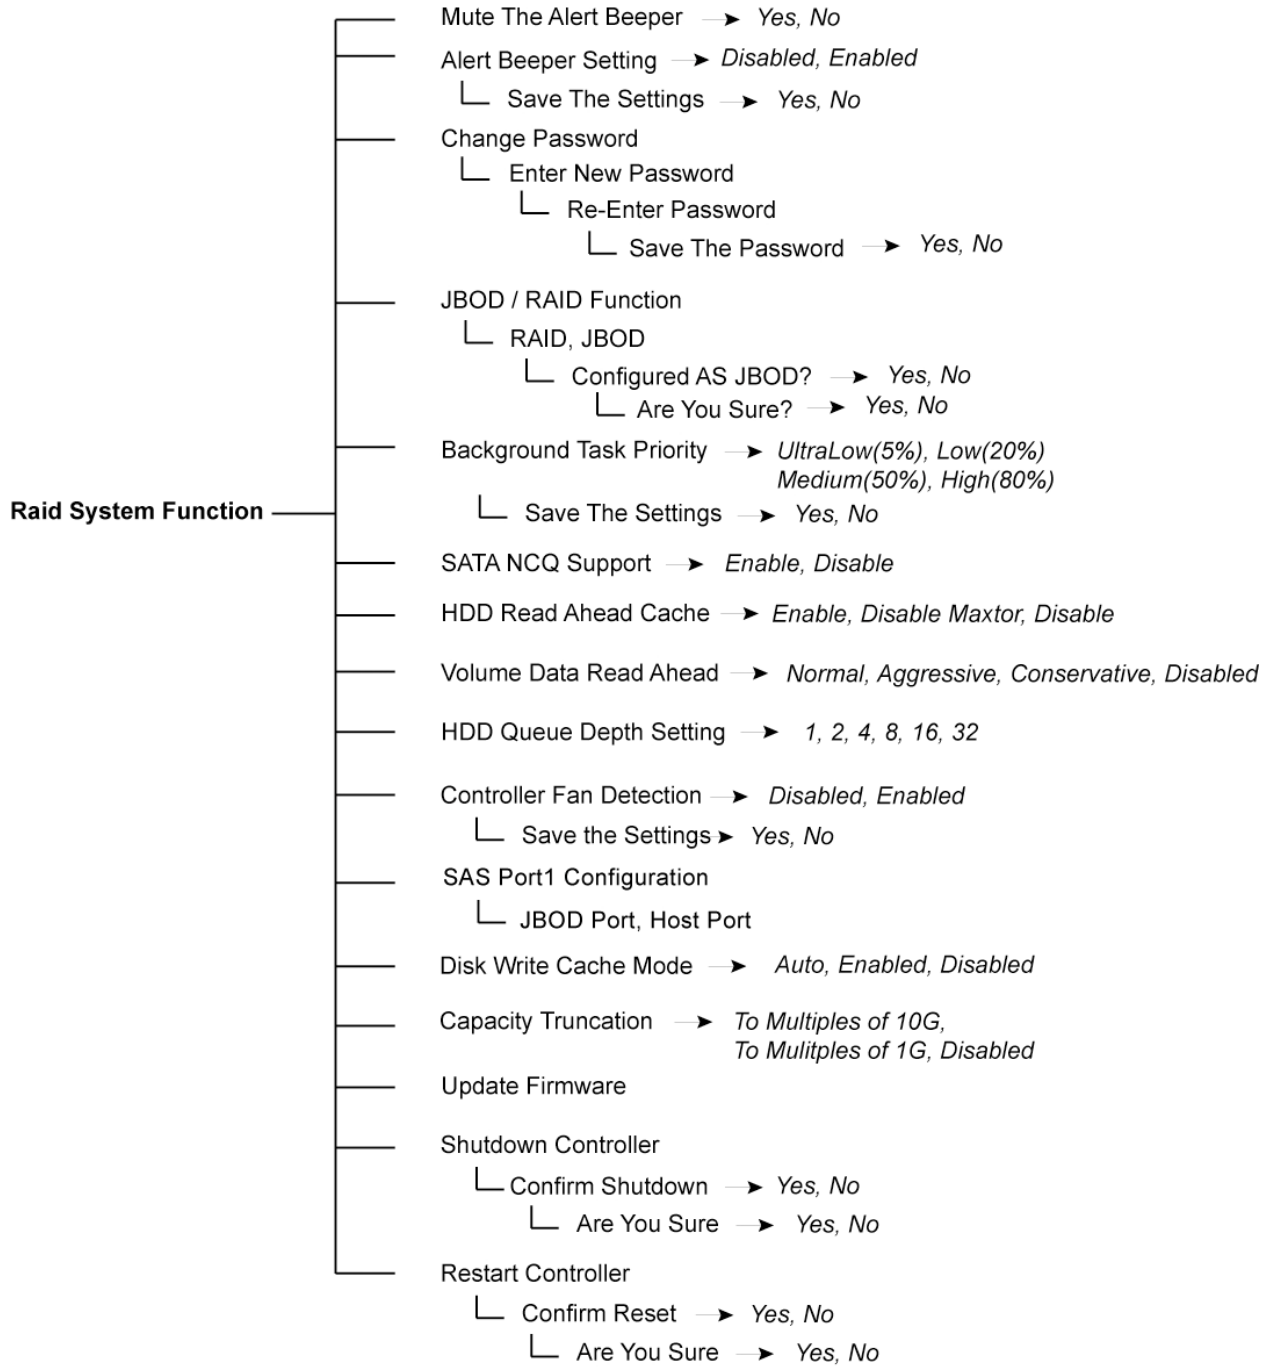 Mute The Alert Beeper Yes, No
Alert Beeper Setting Disabled, Enabled
Save The Settings Yes, No
Change Password
Enter New Password
Re-Enter Password
Save The Password Yes, No
JBOD / RAID Function
RAID, JBOD
Configured AS JBOD? Yes, No
Are You Sure? Yes, No
Background Task Priority UltraLow(5%), Low(20%)
Medium(50%), High(80%)
Raid System Function
Save The Settings Yes, No
SATA NCQ Support Enable, Disable
HDD Read Ahead Cache Enable, Disable Maxtor, Disable
Volume Data Read Ahead Normal, Aggressive, Conservative, Disabled
HDD Queue Depth Setting 1, 2, 4, 8, 16, 32
Controller Fan Detection Disabled, Enabled
Save the Settings Yes, No
SAS Port1 Configuration
JBOD Port, Host Port
Disk Write Cache Mode Auto, Enabled, Disabled
Capacity Truncation To Multiples of 10G,
To Mulitples of 1G, Disabled
Update Firmware
Shutdown Controller
Confirm Shutdown Yes, No
Are You Sure Yes, No
Restart Controller
Confirm Reset Yes, No
Are You Sure Yes, No